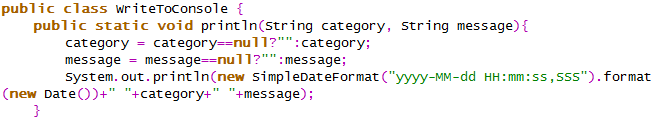 public class WriteToConsole {
    public static void println(String category, String message){
        category = category==null?"":category;
        message = message==null?"":message;
        System.out.println(new SimpleDateFormat("yyyy-MM-dd HH:mm:ss,SSS").format
(new Date())+" "+category+" "+message);
    }